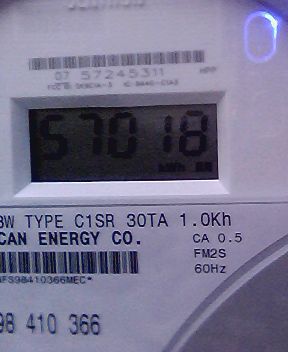 07 57245311 HPP
57018
kWh
3W TYPE C1SR 30TA 1.0Kh
CAN ENERGY CO. CA 0.5
FM2S
60Hz
98 410 366